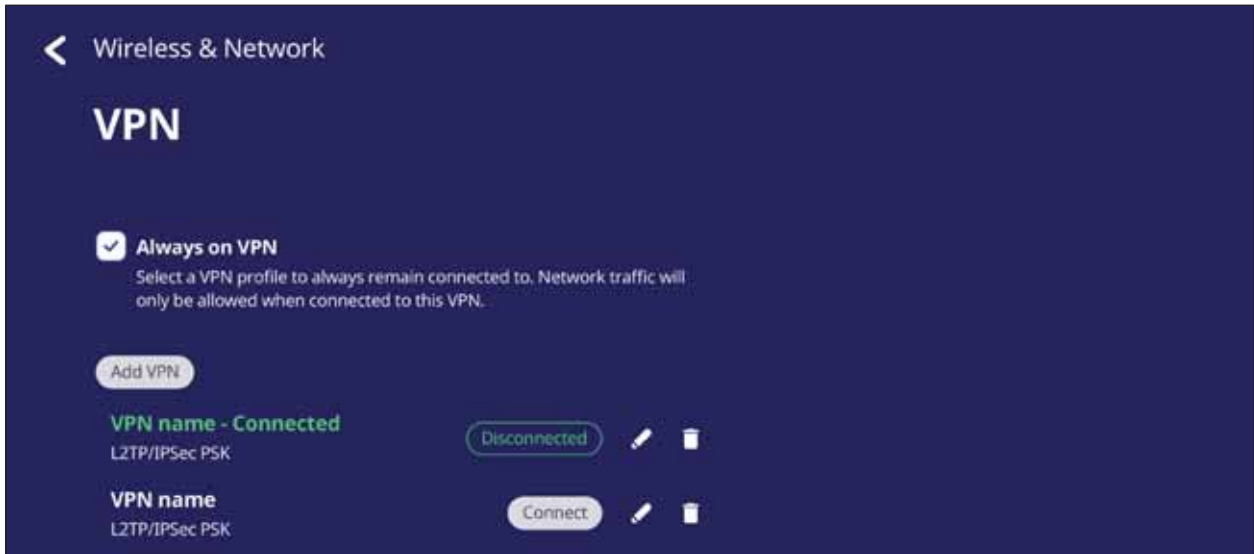 Wireless & Network
VPN
Always on VPN
Select a VPN profile to always remain connected to. Network traffic will
only be allowed when connected to this VPN.
Add VPN
VPN name - Connected
Disconnected
L2TP/IPSec PSK
VPN name
Connect
L2TP/IPSec PSK